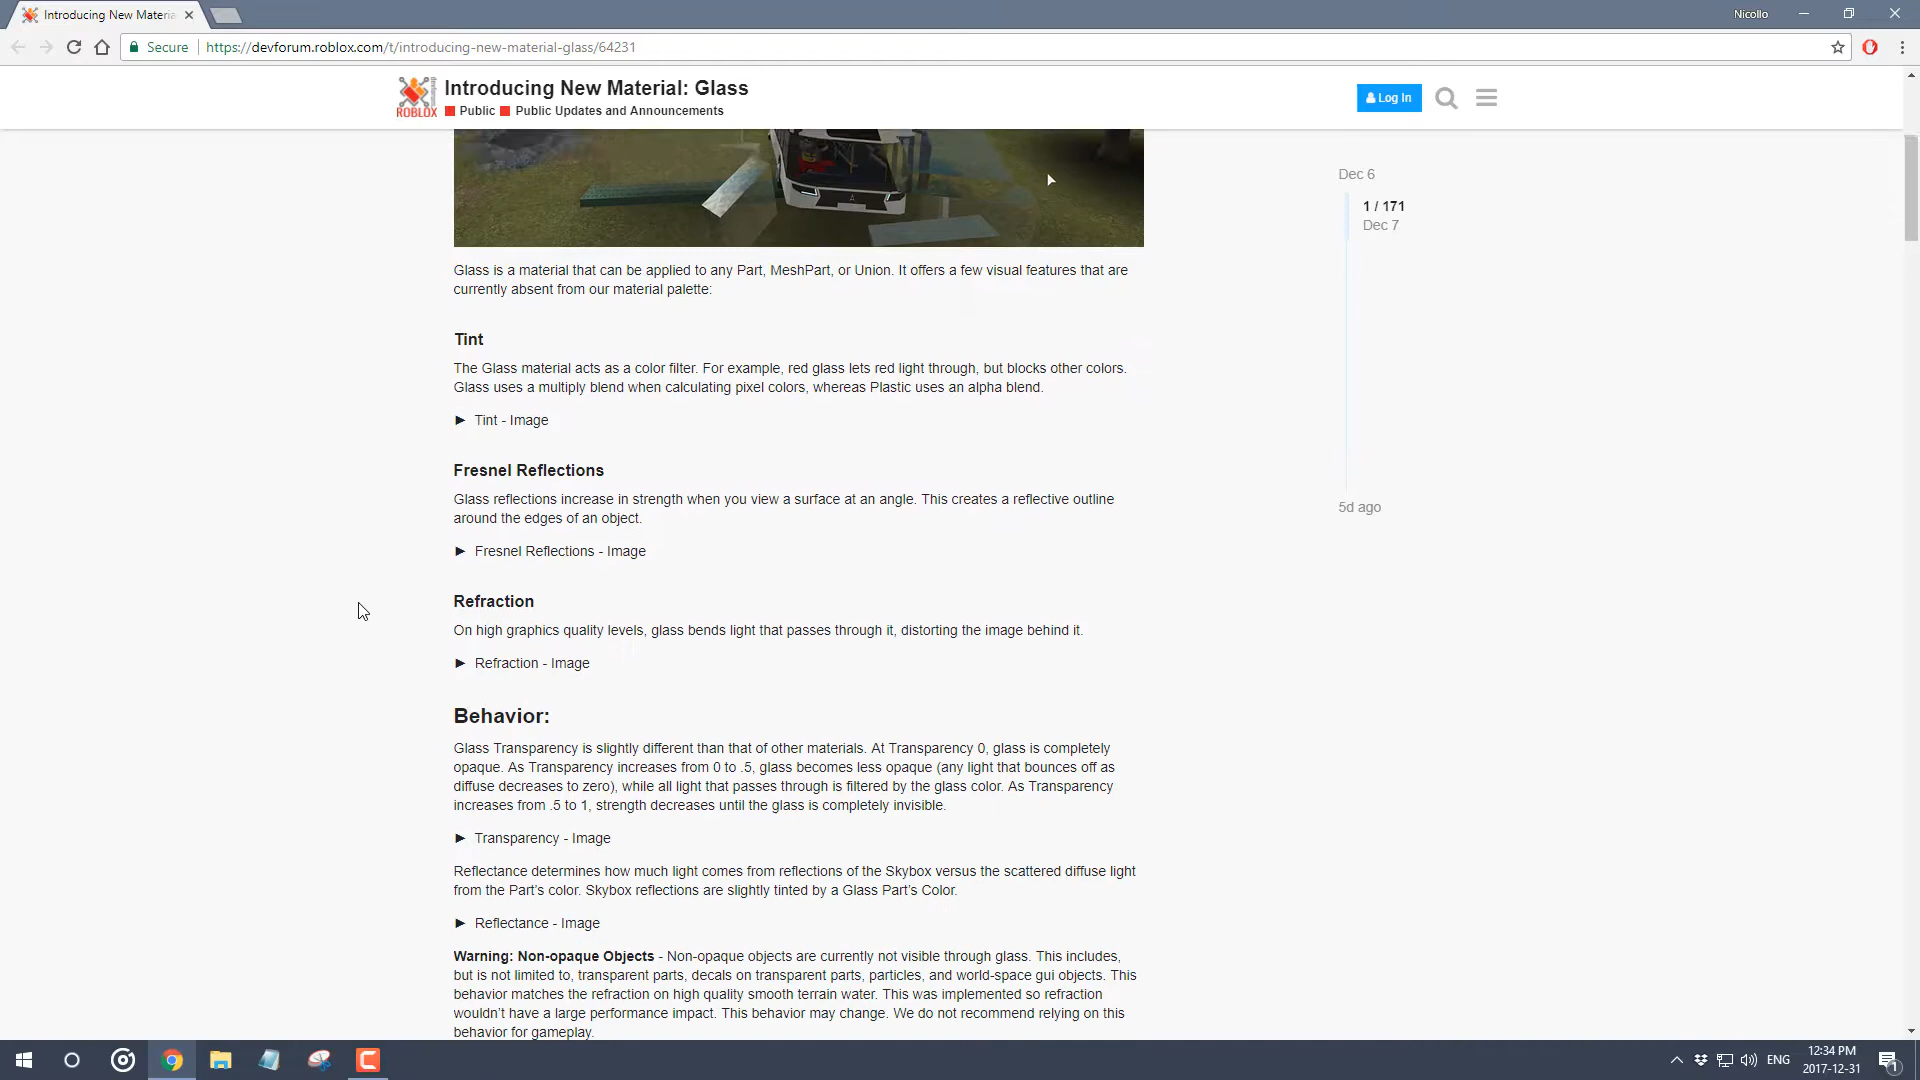 Introducing New Materia
Nicollo
Secure
https://devforum.roblox.com/t/introducing-new-material-glass/64231
ROBLOX
Introducing New Material: Glass
Public Public Updates and Announcements
Log In
Dec 6
1 / 171
Dec 7
5d ago
Glass is a material that can be applied to any Part, MeshPart, or Union. It offers a few visual features that are
currently absent from our material palette:
Tint
The Glass material acts as a color filter. For example, red glass lets red light through, but blocks other colors.
Glass uses a multiply blend when calculating pixel colors, whereas Plastic uses an alpha blend.
► Tint - Image
Fresnel Reflections
Glass reflections increase in strength when you view a surface at an angle. This creates a reflective outline
around the edges of an object.
► Fresnel Reflections - Image
Refraction
On high graphics quality levels, glass bends light that passes through it, distorting the image behind it.
► Refraction - Image
Behavior:
Glass Transparency is slightly different than that of other materials. At Transparency 0, glass is completely
opaque. As Transparency increases from 0 to .5, glass becomes less opaque (any light that bounces off as
diffuse decreases to zero), while all light that passes through is filtered by the glass color. As Transparency
increases from .5 to 1, strength decreases until the glass is completely invisible.
► Transparency - Image
Reflectance determines how much light comes from reflections of the Skybox versus the scattered diffuse light
from the Part's color. Skybox reflections are slightly tinted by a Glass Part's Color.
► Reflectance - Image
Warning: Non-opaque Objects - Non-opaque objects are currently not visible through glass. This includes,
but is not limited to, transparent parts, decals on transparent parts, particles, and world-space gui objects. This
behavior matches the refraction on high quality smooth terrain water. This was implemented so refraction
wouldn't have a large performance impact. This behavior may change. We do not recommend relying on this
behavior for gameplay.
ENG
12:34 PM
2017-12-31
1